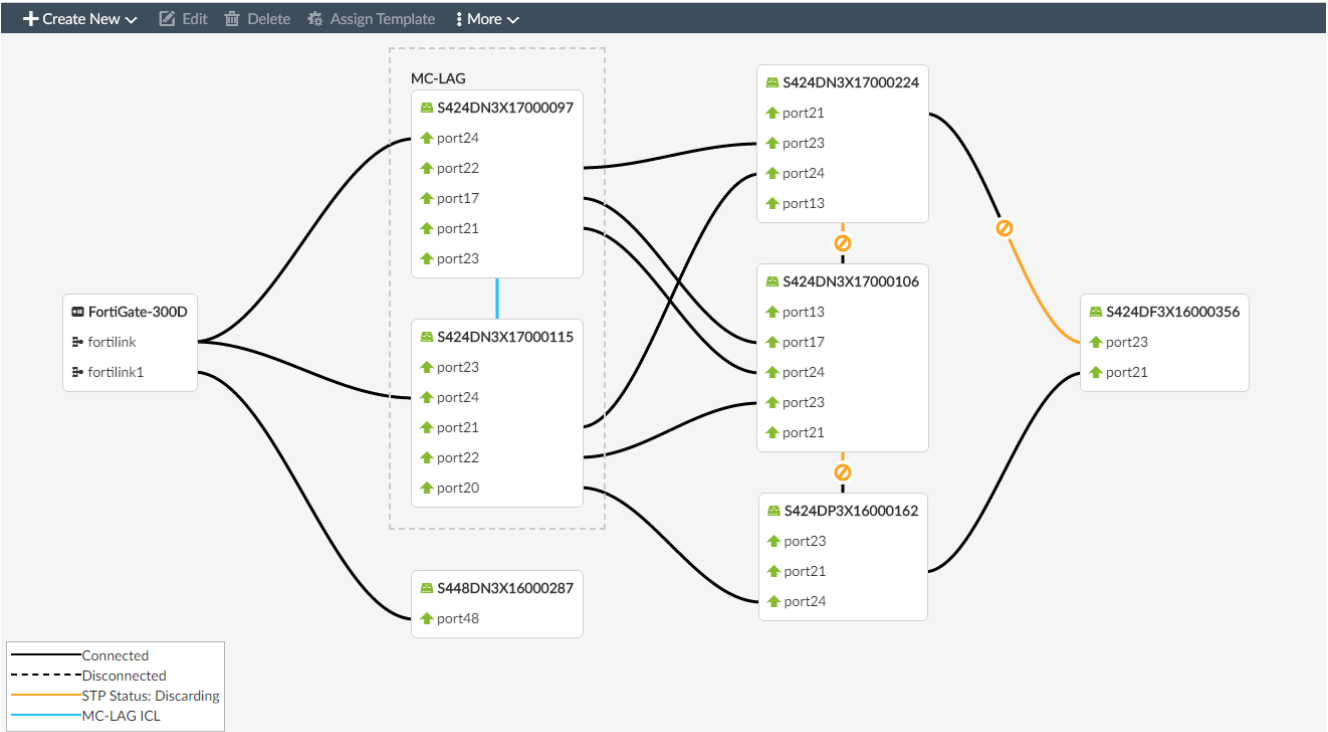 Create New Edit Delete Assign Template More
FortiGate-300D
fortilink
fortilink1
MC-LAG
S424DN3X17000097
port24
port22
port17
port21
port23
S424DN3X17000115
port23
port24
port21
port22
port20
S448DN3X16000287
port48
S424DN3X17000224
port21
port23
port24
port13
S424DN3X17000106
port13
port17
port24
port23
port21
S424DP3X16000162
port23
port21
port24
S424DF3X16000356
port23
port21
Connected
Disconnected
STP Status: Discarding
MC-LAG ICL